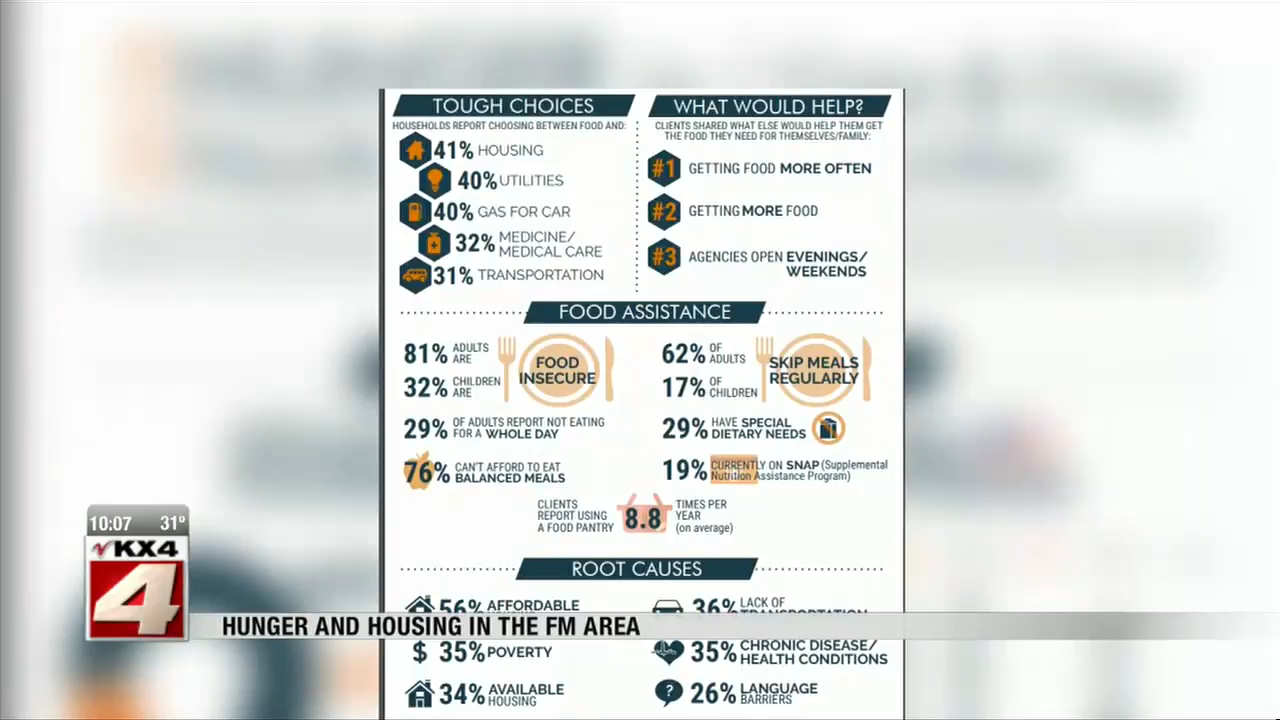 TOUGH CHOICES
HOUSEHOLDS REPORT CHOOSING BETWEEN FOOD AND:
41% HOUSING
40% UTILITIES
40% GAS FOR CAR
32% MEDICINE/
MEDICAL CARE
31% TRANSPORTATION
WHAT WOULD HELP?
CLIENTS SHARED WHAT ELSE WOULD HELP THEM GET
THE FOOD THEY NEED FOR THEMSELVES/FAMILY:
#1 GETTING FOOD MORE OFTEN
#2 GETTING MORE FOOD
#3 AGENCIES OPEN EVENINGS/
WEEKENDS
FOOD ASSISTANCE
81% ADULTS
ARE
32% CHILDREN
ARE
FOOD
INSECURE
62% OF
ADULTS
17% OF
CHILDREN
SKIP MEALS
REGULARLY
29% OF ADULTS REPORT NOT EATING
FOR A WHOLE DAY
29% HAVE SPECIAL
DIETARY NEEDS
76% CAN'T AFFORD TO EAT
BALANCED MEALS
19% CURRENTLY ON SNAP (Supplemental
Nutrition Assistance Program)
CLIENTS
REPORT USING
A FOOD PANTRY
8.8
TIMES PER
YEAR
(on average)
ROOT CAUSES
56% AFFORDABLE
36% LACK OF
TRANSPORTATION
$ 35% POVERTY
35% CHRONIC DISEASE/
HEALTH CONDITIONS
34% AVAILABLE
HOUSING
? 26% LANGUAGE
BARRIERS
10:07 31°
KX4
4
HUNGER AND HOUSING IN THE FM AREA